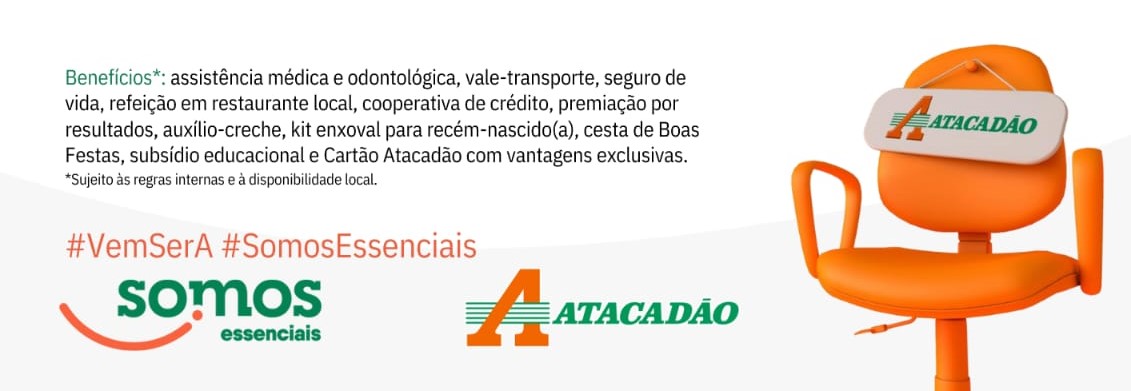 Benefícios*: assistência médica e odontológica, vale-transporte, seguro de
vida, refeição em restaurante local, cooperativa de crédito, premiação por
resultados, auxílio-creche, kit enxoval para recém-nascido(a), cesta de Boas
Festas, subsídio educacional e Cartão Atacadão com vantagens exclusivas.
*Sujeito às regras internas e à disponibilidade local.
A ATACADÃO
#VemSerA #SomosEssenciais
somos
essenciais
A ATACADÃO